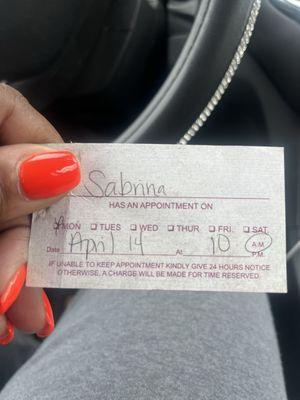 Sabrina
HAS AN APPOINTMENT ON
MON TUES WED THUR FRI. SAT
Date April 14 At 10 A.M.
P.M.
IF UNABLE TO KEEP APPOINTMENT KINDLY GIVE 24 HOURS NOTICE
OTHERWISE, A CHARGE WILL BE MADE FOR TIME RESERVED.